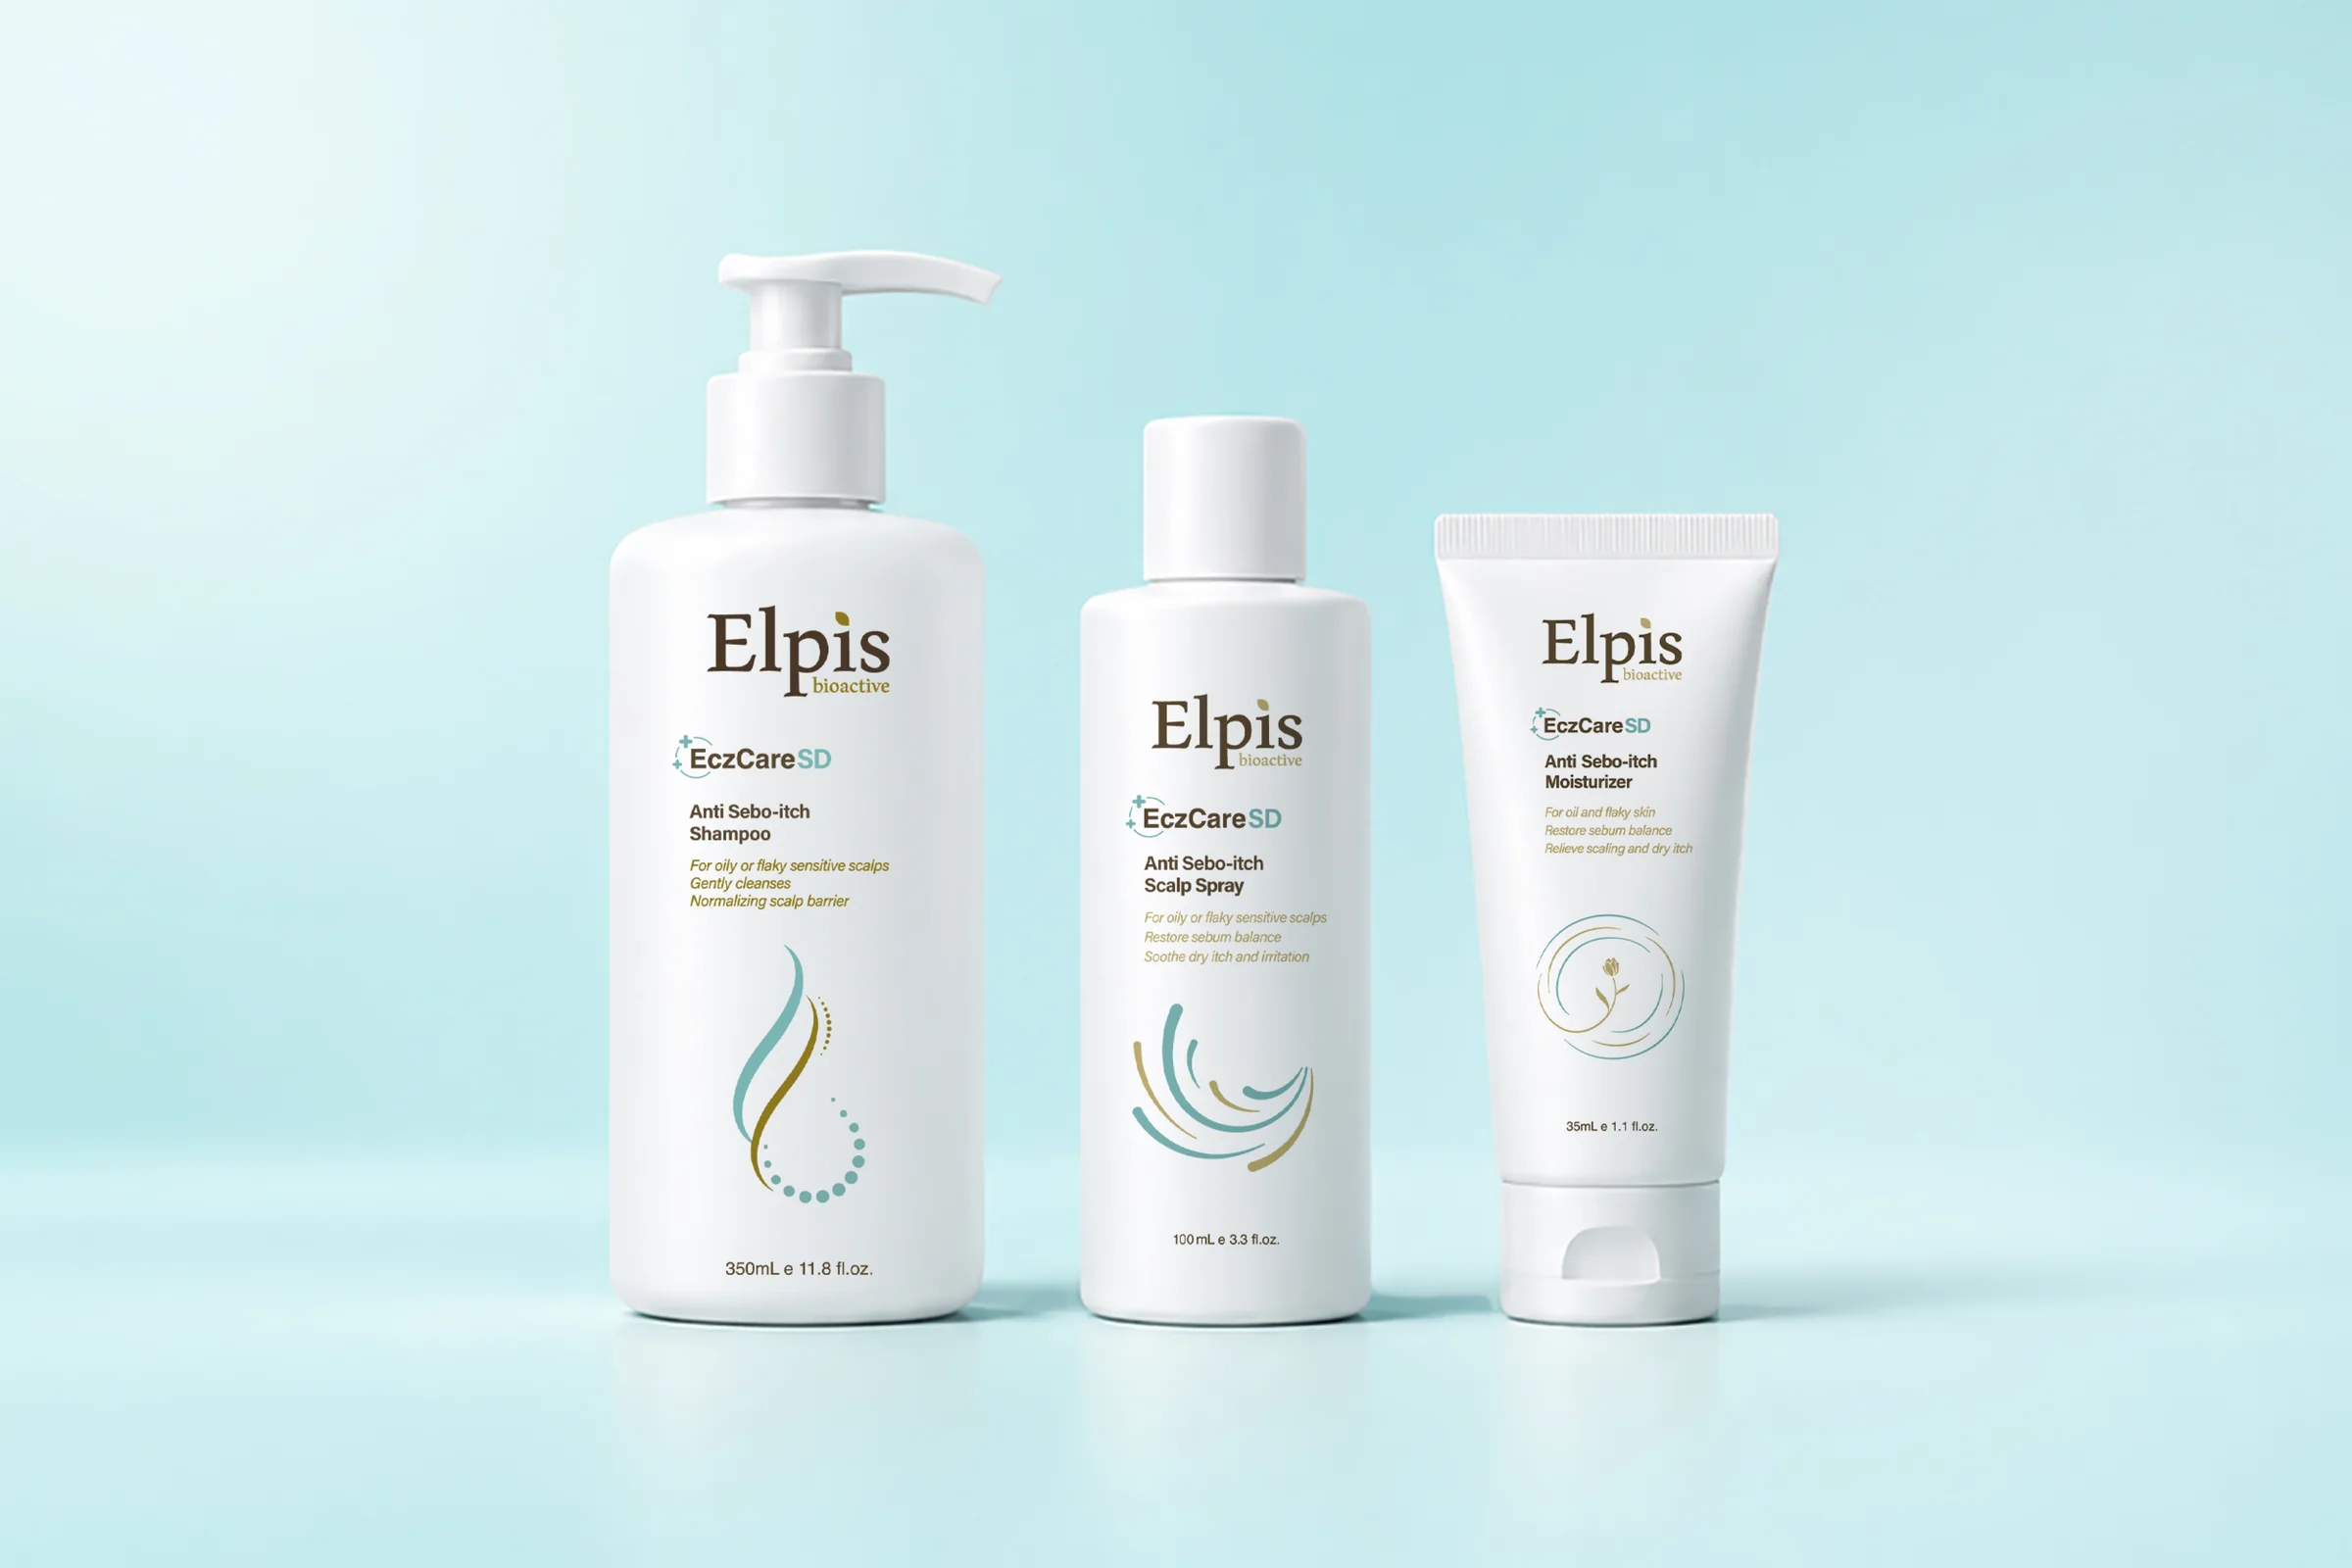 Elpis
bioactive
EczCareSD
Anti Sebo-itch
Shampoo
For oily or flaky sensitive scalps
Gently cleanses
Normalizing scalp barrier
350mL e 11.8 fl.oz.
Elpis
bioactive
EczCareSD
Anti Sebo-itch
Scalp Spray
For oily or flaky sensitive scalps
Restore sebum balance
Soothe dry itch and irritation
100mL e 3.3 fl.oz.
Elpis
bioactive
EczCareSD
Anti Sebo-itch
Moisturizer
For oil and flaky skin
Restore sebum balance
Relieve scaling and dry itch
35mL e 1.1 fl.oz.